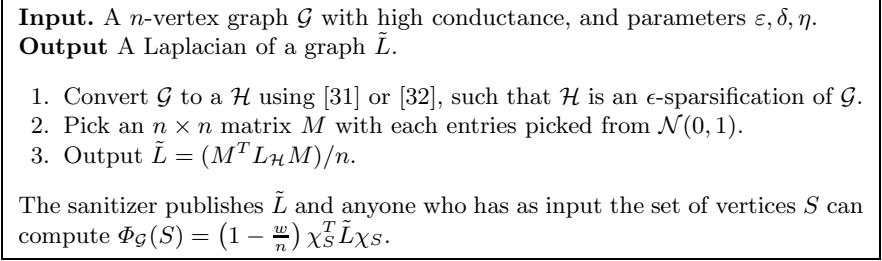 Input. A n-vertex graph 𝒢 with high conductance, and parameters ε, δ, η.
Output A Laplacian of a graph L̃.
1. Convert 𝒢 to a ℋ using [31] or [32], such that ℋ is an ϵ-sparsification of 𝒢.
2. Pick an n × n matrix M with each entries picked from 𝒩(0, 1).
3. Output L̃ = (M^T L_ℋ M)/n.
The sanitizer publishes L̃ and anyone who has as input the set of vertices S can
compute Φ_𝒢(S) = (1 − w/n) χ_S^T L̃ χ_S.